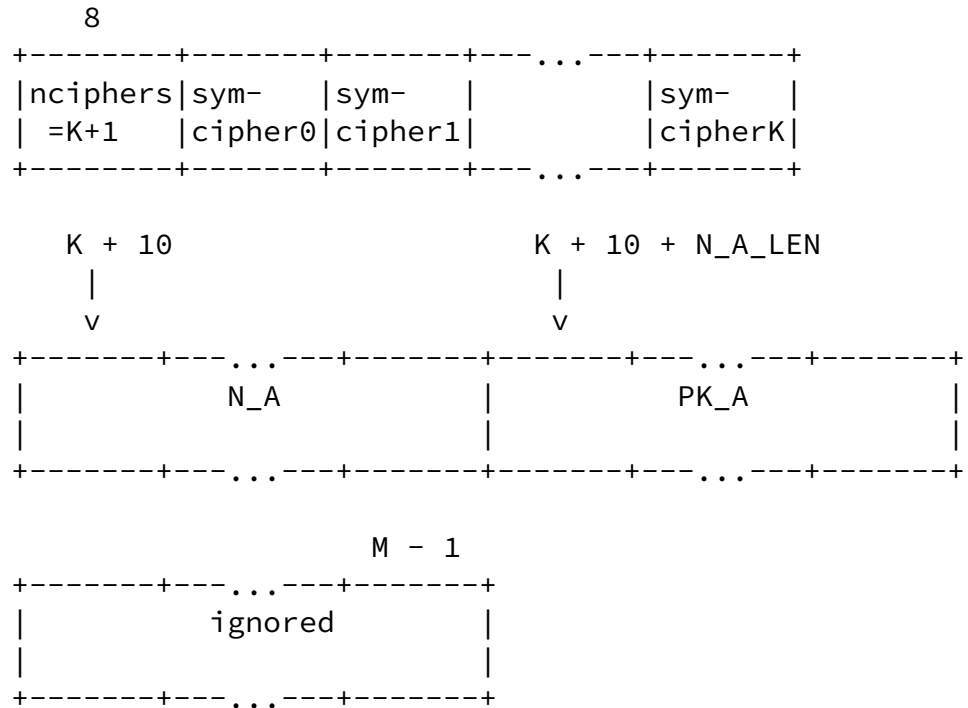 8
+--------+-------+-------+---...---+-------+
|nciphers|sym-   |sym-   |         |sym-   |
| =K+1   |cipher0|cipher1|         |cipherK|
+--------+-------+-------+---...---+-------+

   K + 10                    K + 10 + N_A_LEN
     |                         |
     v                         v
+-------+---...---+-------+-------+---...---+-------+
|           N_A           |          PK_A           |
|                         |                         |
+-------+---...---+-------+-------+---...---+-------+

                    M - 1
+-------+---...---+-------+
|          ignored        |
|                         |
+-------+---...---+-------+